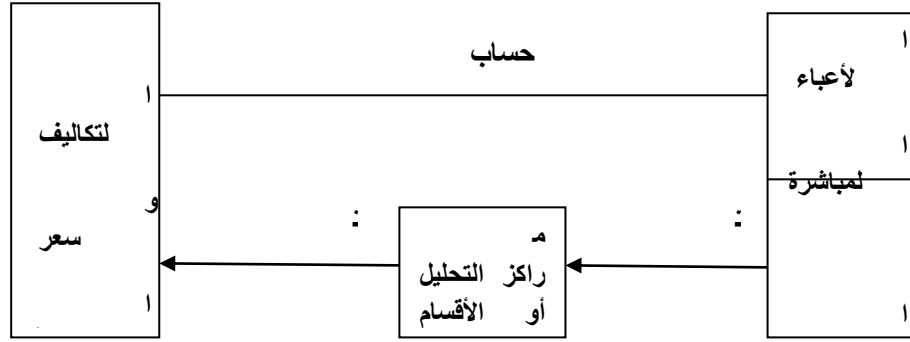 حساب
ا
لأعباء
ا
لمباشرة
ا
مـ
راكز التحليل
أو الأقسام
ا
لتكاليف
و
سعر
ا